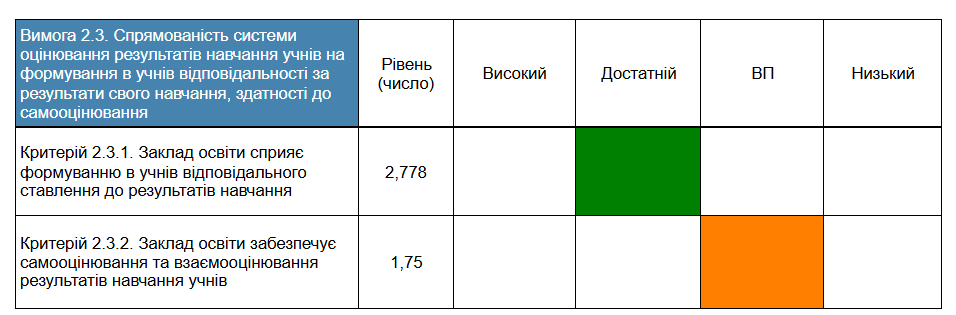 Вимога 2.3. Спрямованість системи
оцінювання результатів навчання учнів на
формування в учнів відповідальності за
результати свого навчання, здатності до
самооцінювання
Рівень
(число)
Високий
Достатній
ВП
Низький
Критерій 2.3.1. Заклад освіти сприяє
формуванню в учнів відповідального
ставлення до результатів навчання
2,778
Критерій 2.3.2. Заклад освіти забезпечує
самооцінювання та взаємооцінювання
результатів навчання учнів
1,75